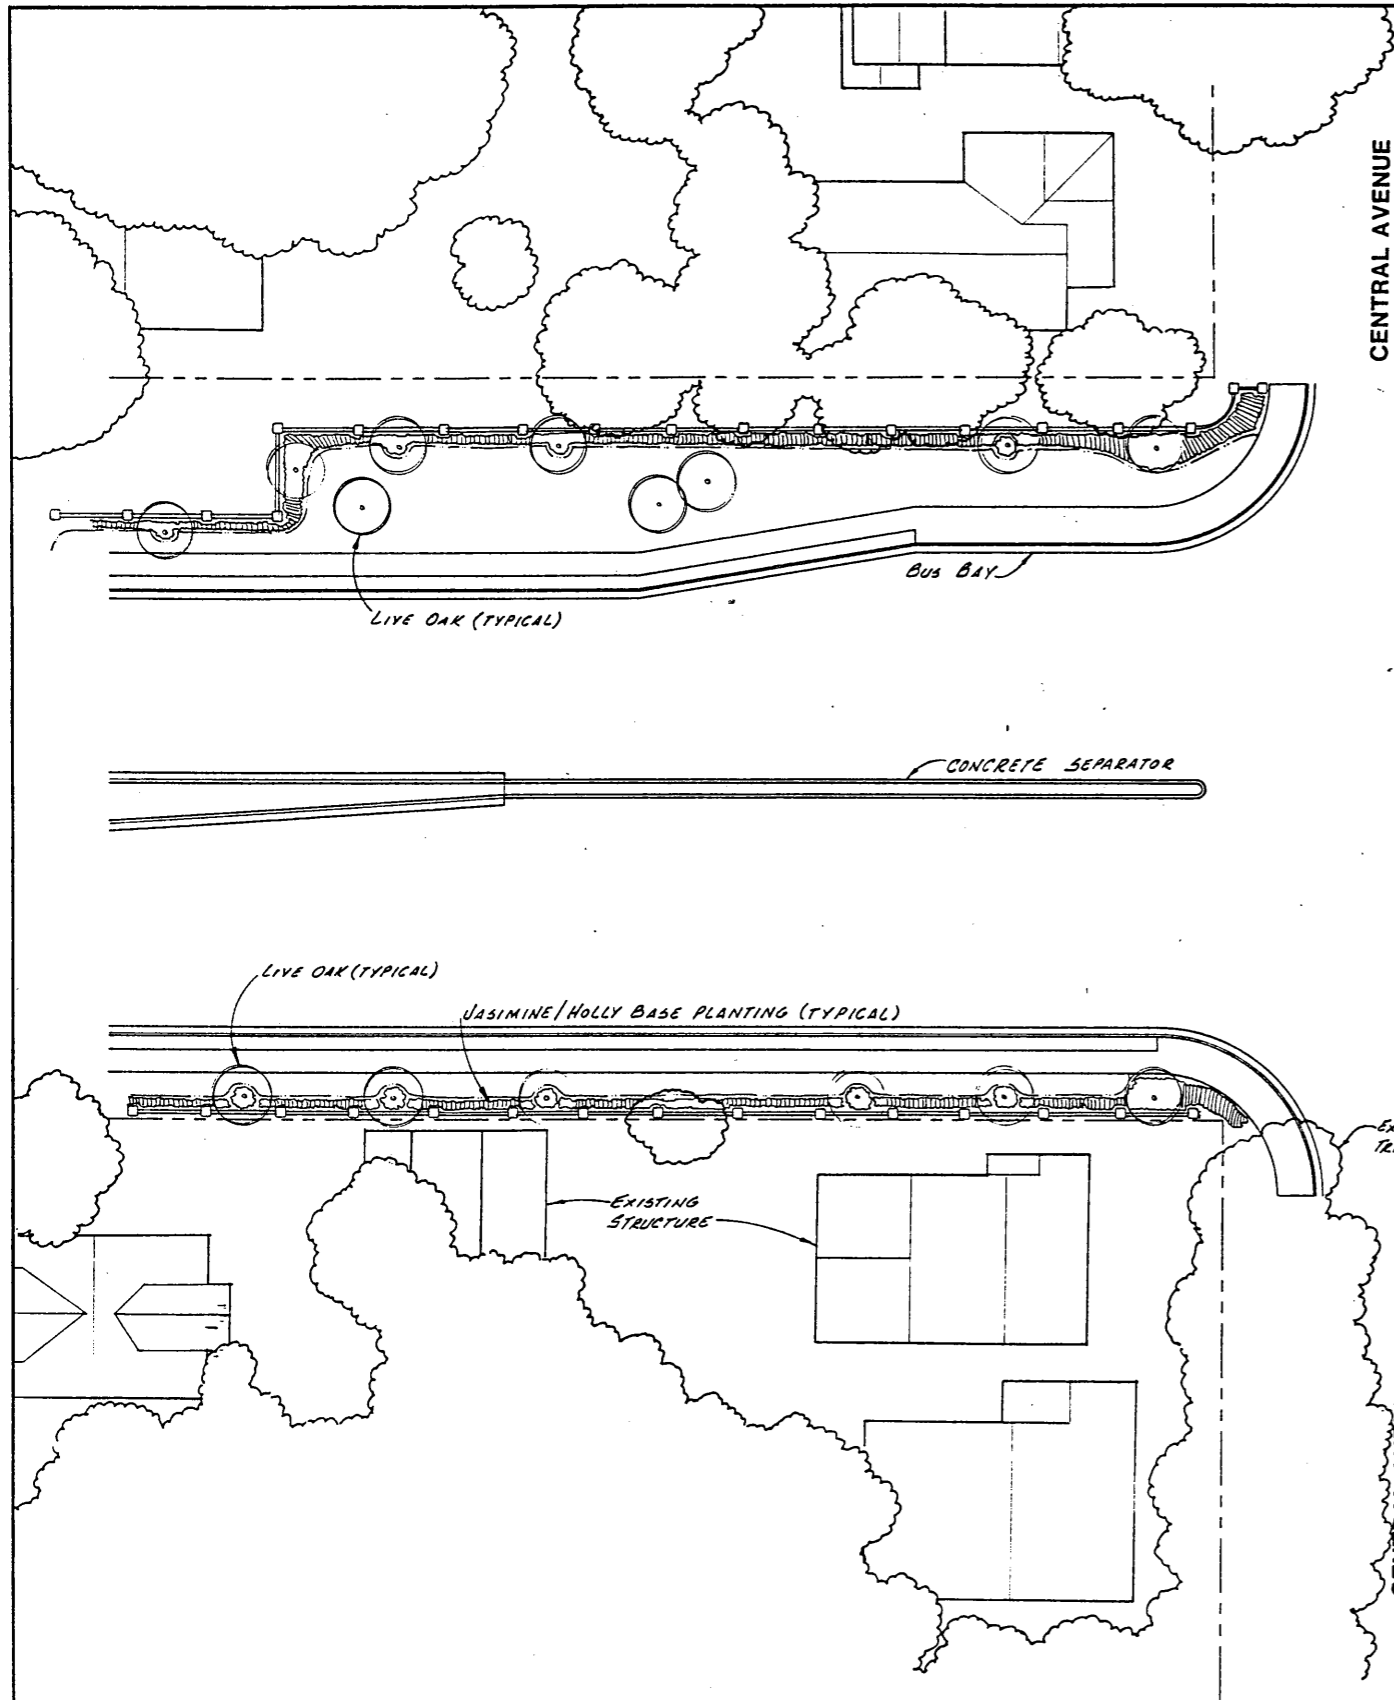 CENTRAL AVENUE
BUS BAY
LIVE OAK (TYPICAL)
CONCRETE SEPARATOR
LIVE OAK (TYPICAL)
JASIMINE/HOLLY BASE PLANTING (TYPICAL)
EXISTING
STRUCTURE